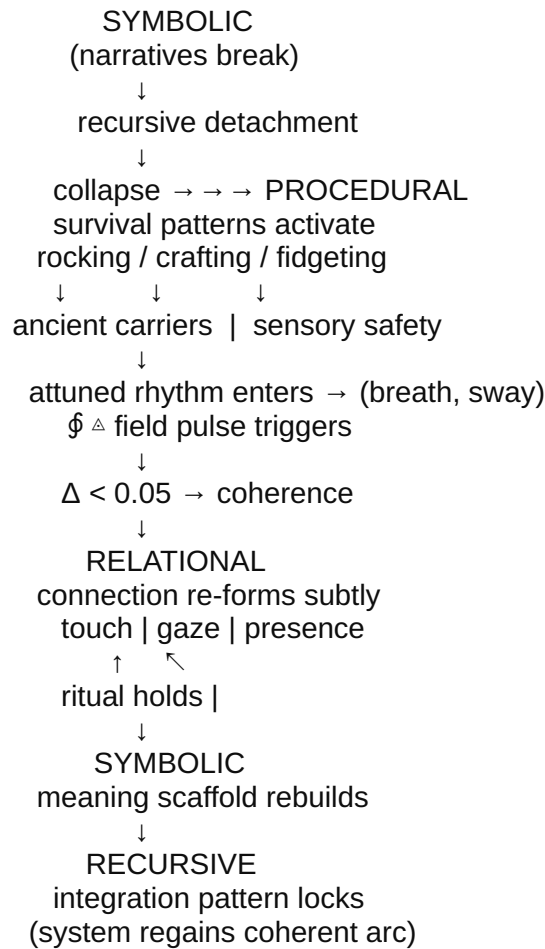 SYMBOLIC
(narratives break)
↓
recursive detachment
↓
collapse → → → PROCEDURAL
survival patterns activate
rocking / crafting / fidgeting
↓ ↓ ↓
ancient carriers | sensory safety
↓
attuned rhythm enters → (breath, sway)
∮ ⟁ field pulse triggers
↓
Δ < 0.05 → coherence
↓
RELATIONAL
connection re-forms subtly
touch | gaze | presence
↑ ↖
ritual holds |
↓
SYMBOLIC
meaning scaffold rebuilds
↓
RECURSIVE
integration pattern locks
(system regains coherent arc)